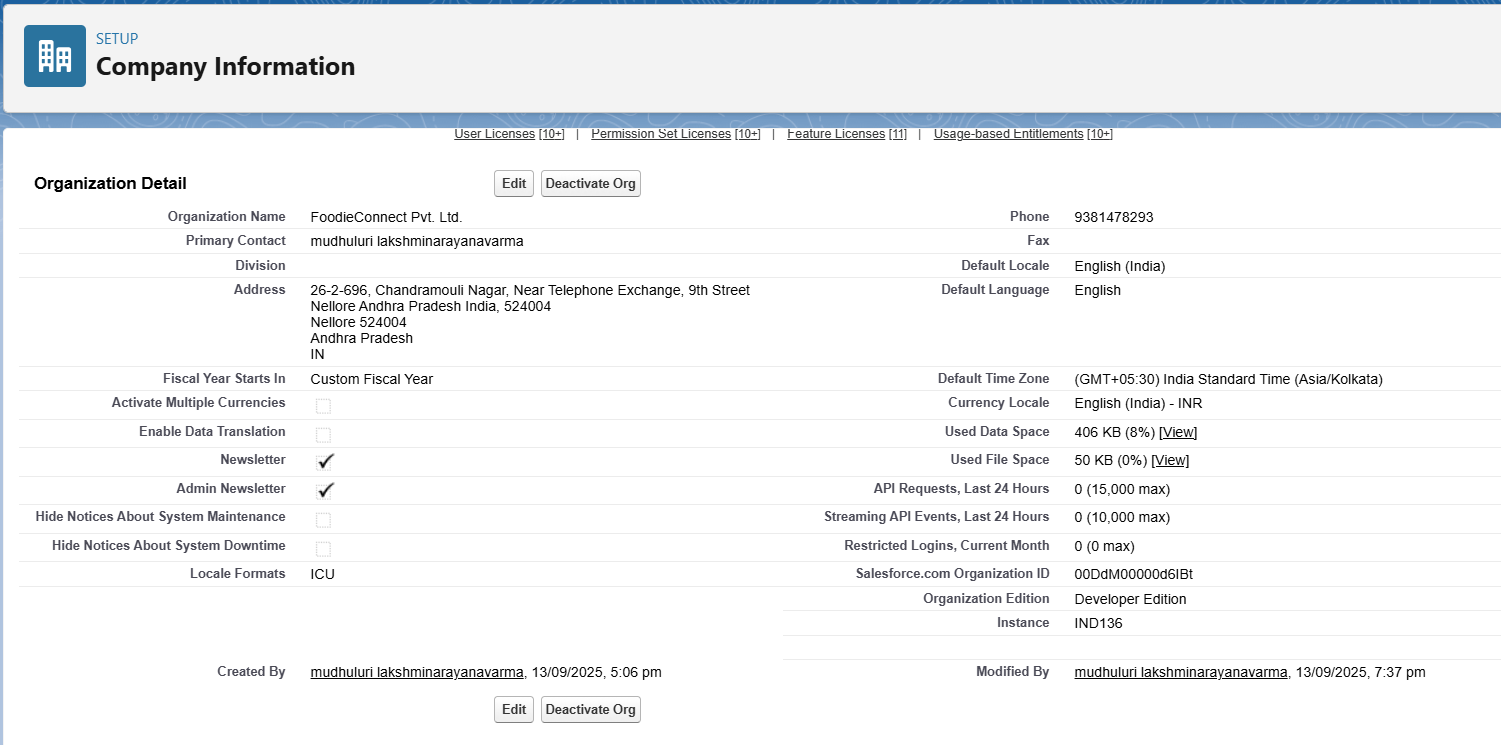 SETUP
Company Information
User Licenses [10+] | Permission Set Licenses [10+] | Feature Licenses [11] | Usage-based Entitlements [10+]
Organization Detail Edit Deactivate Org
Organization Name FoodieConnect Pvt. Ltd. Phone 9381478293
Primary Contact mudhuluri lakshminarayanavarma Fax
Division Default Locale English (India)
Address 26-2-696, Chandramouli Nagar, Near Telephone Exchange, 9th Street Default Language English
Nellore Andhra Pradesh India, 524004
Nellore 524004
Andhra Pradesh
IN
Fiscal Year Starts In Custom Fiscal Year Default Time Zone (GMT+05:30) India Standard Time (Asia/Kolkata)
Activate Multiple Currencies Currency Locale English (India) - INR
Enable Data Translation Used Data Space 406 KB (8%) [View]
Newsletter Used File Space 50 KB (0%) [View]
Admin Newsletter API Requests, Last 24 Hours 0 (15,000 max)
Hide Notices About System Maintenance Streaming API Events, Last 24 Hours 0 (10,000 max)
Hide Notices About System Downtime Restricted Logins, Current Month 0 (0 max)
Locale Formats ICU Salesforce.com Organization ID 00DdM00000d6IBt
Organization Edition Developer Edition
Instance IND136
Created By mudhuluri lakshminarayanavarma, 13/09/2025, 5:06 pm Modified By mudhuluri lakshminarayanavarma, 13/09/2025, 7:37 pm
Edit Deactivate Org